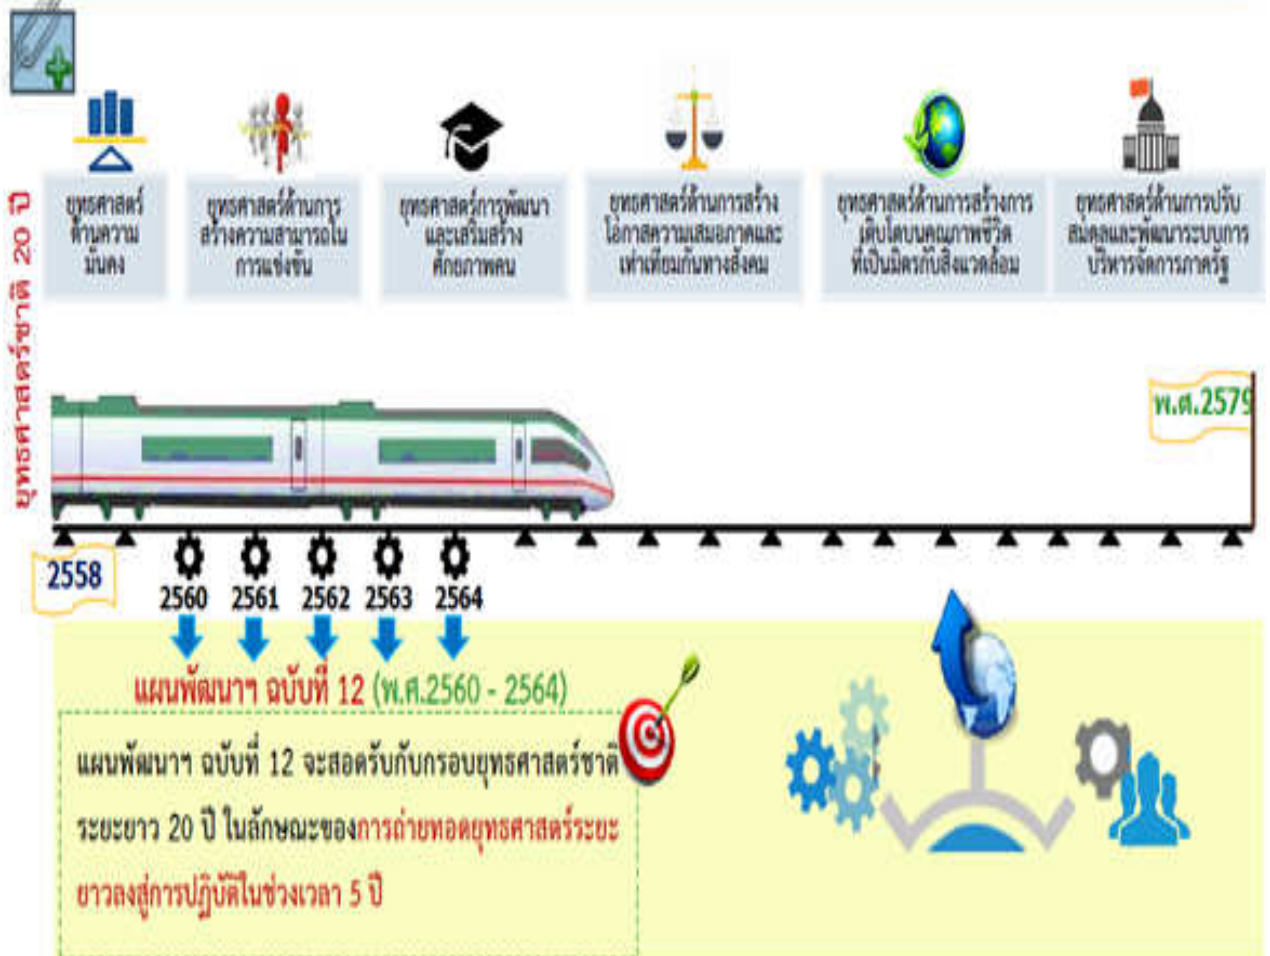 ยุทธศาสตร์ชาติ 20 ปี
ยุทธศาสตร์
ด้านความ
มั่นคง
ยุทธศาสตร์ด้านการ
สร้างความสามารถใน
การแข่งขัน
ยุทธศาสตร์การพัฒนา
และเสริมสร้าง
ศักยภาพคน
ยุทธศาสตร์ด้านการสร้าง
โอกาสความเสมอภาคและ
เท่าเทียมกันทางสังคม
ยุทธศาสตร์ด้านการสร้างการ
เติบโตบนคุณภาพชีวิต
ที่เป็นมิตรกับสิ่งแวดล้อม
ยุทธศาสตร์ด้านการปรับ
สมดุลและพัฒนาระบบการ
บริหารจัดการภาครัฐ
พ.ศ.2579
2558
2560 2561 2562 2563 2564
แผนพัฒนาฯ ฉบับที่ 12 (พ.ศ.2560 - 2564)
แผนพัฒนาฯ ฉบับที่ 12 จะสอดรับกับกรอบยุทธศาสตร์ชาติ
ระยะยาว 20 ปี ในลักษณะของการถ่ายทอดยุทธศาสตร์ระยะ
ยาวลงสู่การปฏิบัติในช่วงเวลา 5 ปี